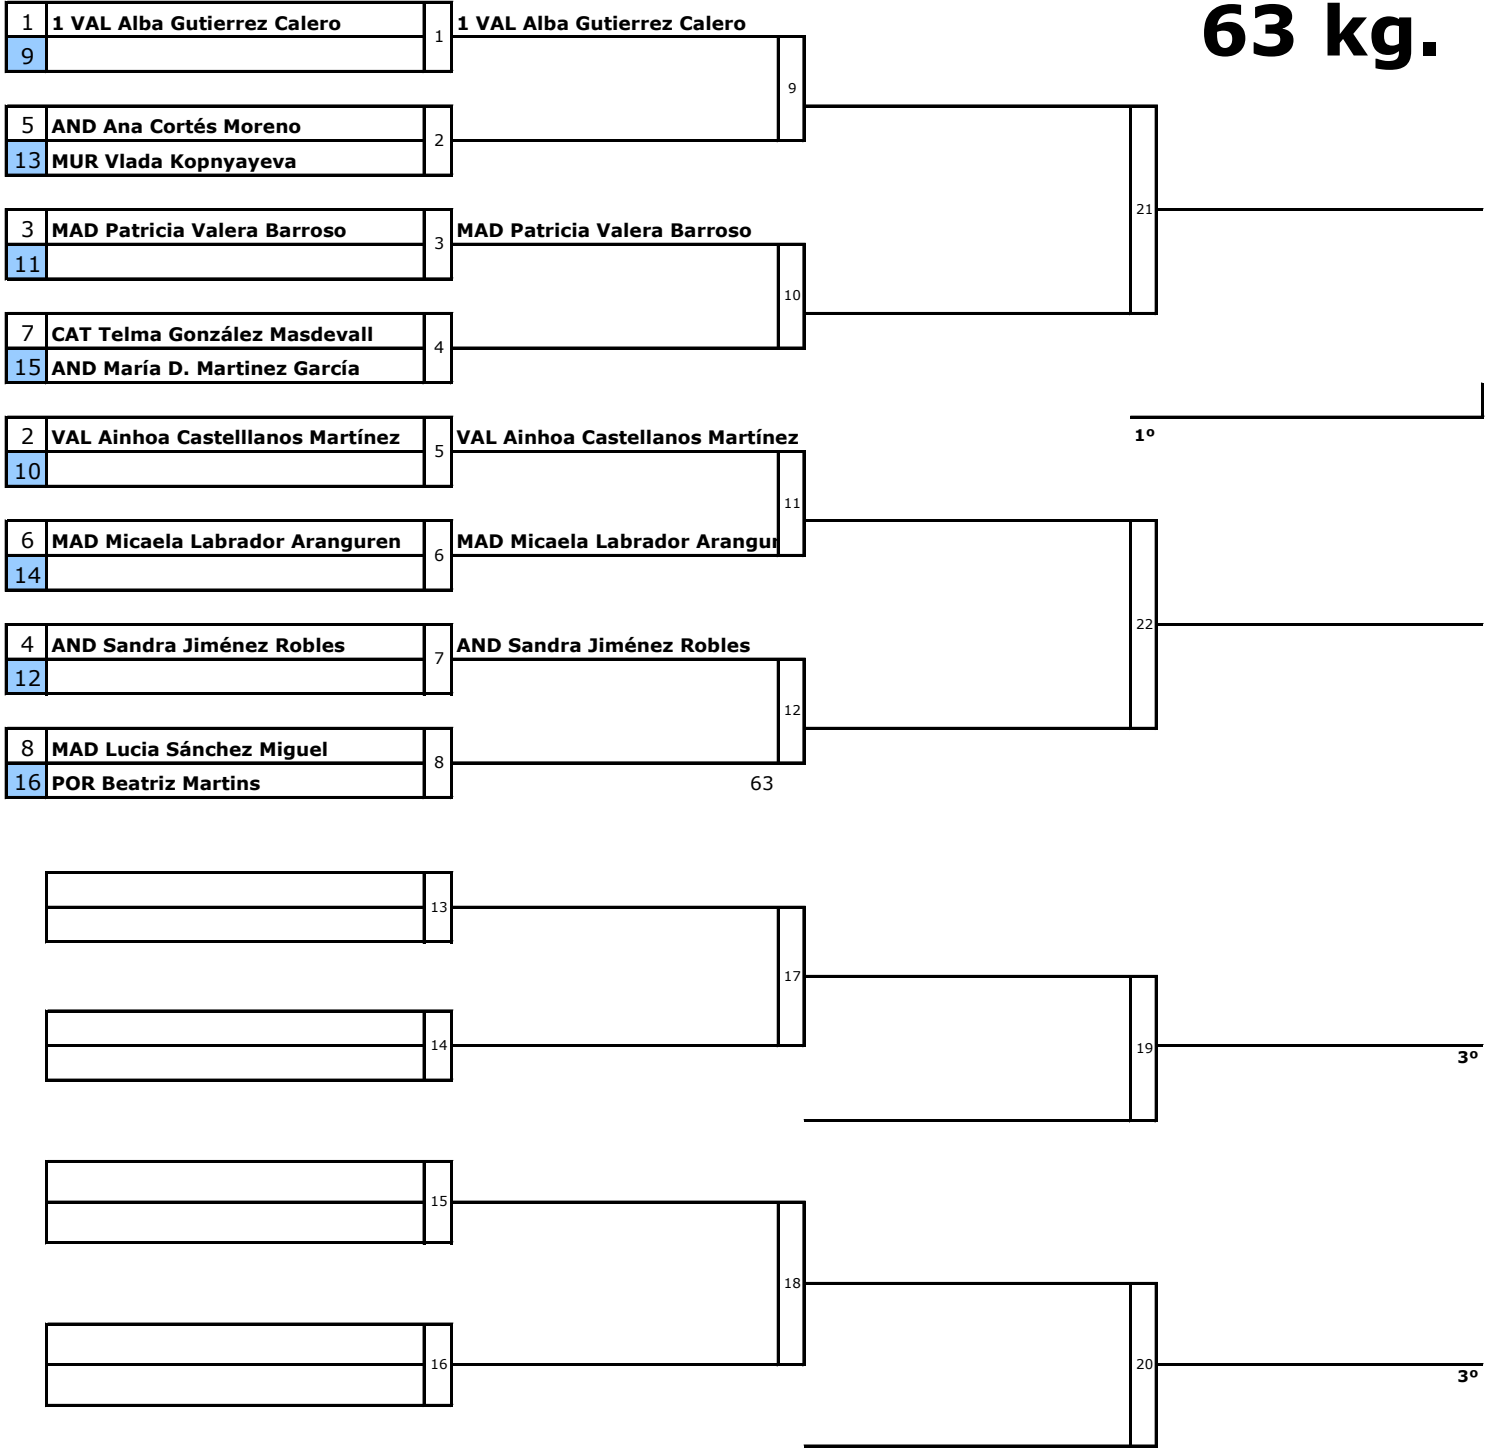 63 kg.
1 1 VAL Alba Gutierrez Calero 1 1 VAL Alba Gutierrez Calero
9
9
5 AND Ana Cortés Moreno 2
13 MUR Vlada Kopnyayeva
21
3 MAD Patricia Valera Barroso 3 MAD Patricia Valera Barroso
11
10
7 CAT Telma González Masdevall 4
15 AND María D. Martinez García
2 VAL Ainhoa Castelllanos Martínez 5 VAL Ainhoa Castellanos Martínez 1º
10
11
6 MAD Micaela Labrador Aranguren 6 MAD Micaela Labrador Arangur
14
22
4 AND Sandra Jiménez Robles 7 AND Sandra Jiménez Robles
12
12
8 MAD Lucia Sánchez Miguel 8
16 POR Beatriz Martins 63
13
17
14 19
3º
15
18
16 20
3º